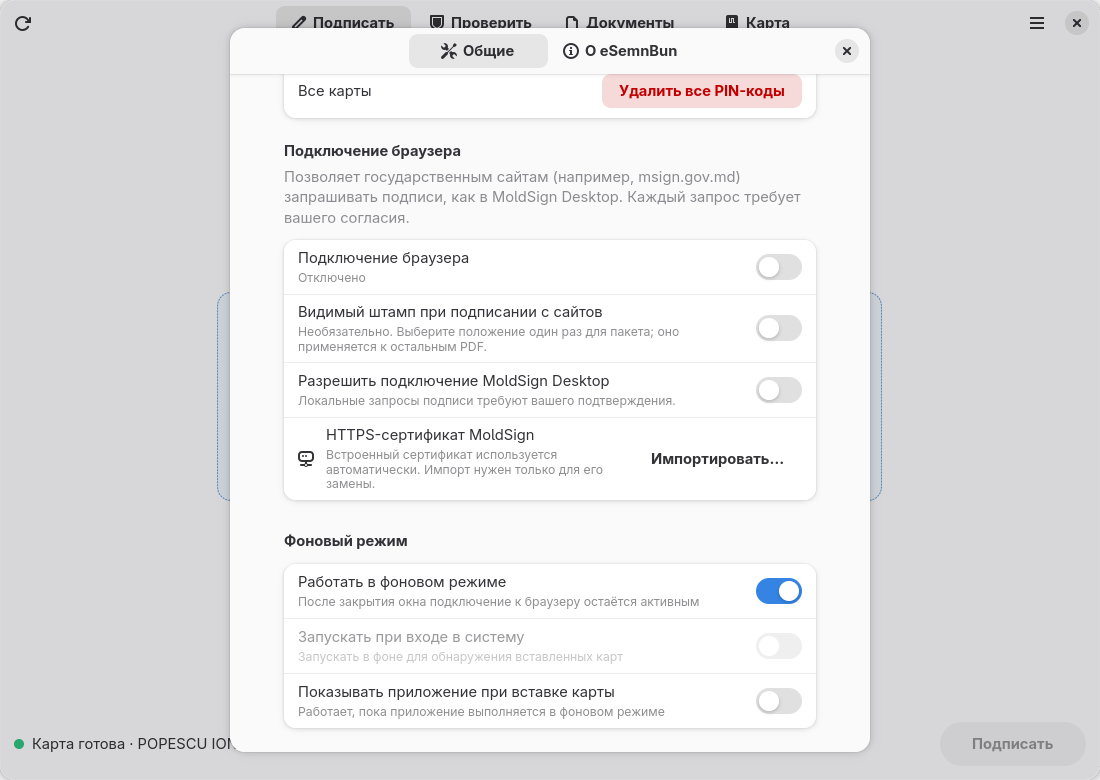 Подписать
Проверить
Документы
Карта
Общие
О eSemnBun
Все карты
Удалить все PIN-коды
Подключение браузера
Позволяет государственным сайтам (например, msign.gov.md)
запрашивать подписи, как в MoldSign Desktop. Каждый запрос требует
вашего согласия.
Подключение браузера
Отключено
Видимый штамп при подписании с сайтов
Необязательно. Выберите положение один раз для пакета; оно
применяется к остальным PDF.
Разрешить подключение MoldSign Desktop
Локальные запросы подписи требуют вашего подтверждения.
HTTPS-сертификат MoldSign
Встроенный сертификат используется
автоматически. Импорт нужен только для его
замены.
Импортировать...
Фоновый режим
Работать в фоновом режиме
После закрытия окна подключение к браузеру остаётся активным
Запускать при входе в систему
Запускать в фоне для обнаружения вставленных карт
Показывать приложение при вставке карты
Работает, пока приложение выполняется в фоновом режиме
Карта готова · POPESCU
Подписать